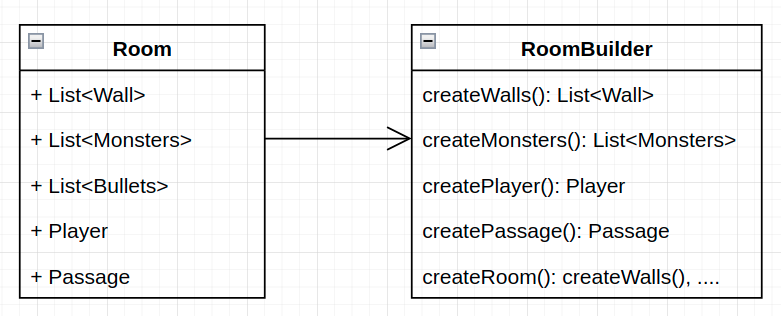 Room
+ List<Wall>
+ List<Monsters>
+ List<Bullets>
+ Player
+ Passage
RoomBuilder
createWalls(): List<Wall>
createMonsters(): List<Monsters>
createPlayer(): Player
createPassage(): Passage
createRoom(): createWalls(), ....